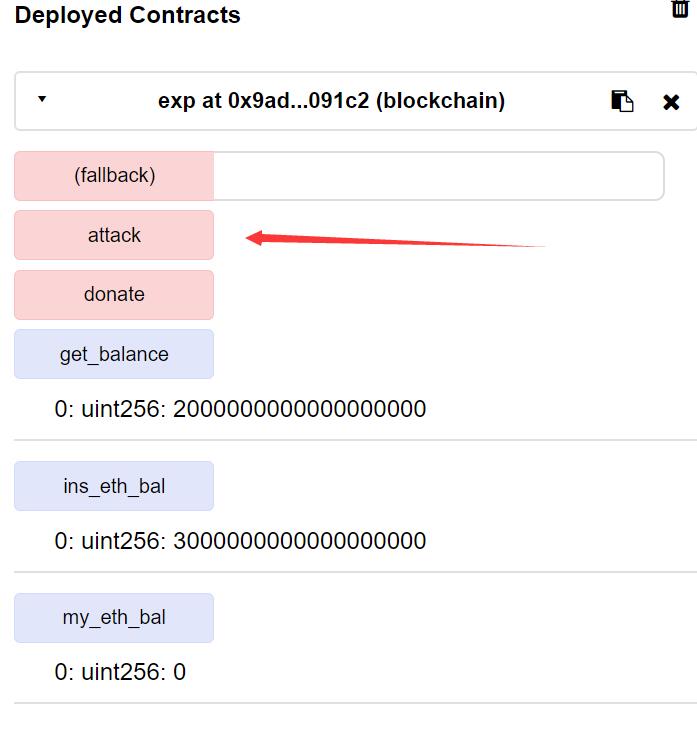 Deployed Contracts
exp at 0x9ad...091c2 (blockchain)
(fallback)
attack
donate
get_balance
0: uint256: 2000000000000000000
ins_eth_bal
0: uint256: 3000000000000000000
my_eth_bal
0: uint256: 0